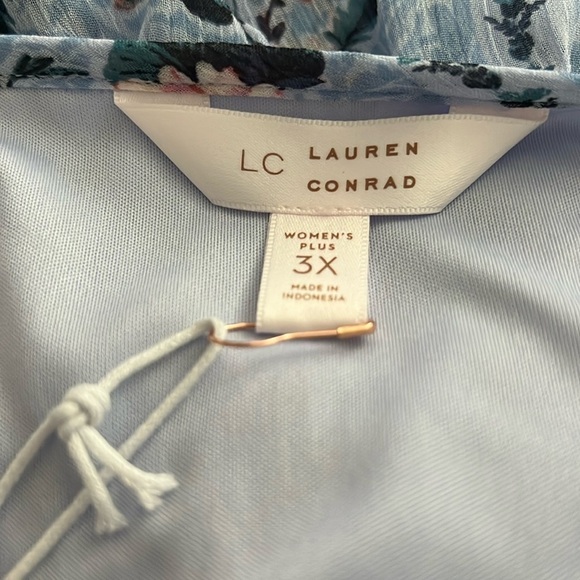 LC LAUREN
CONRAD
WOMEN'S
PLUS
3X
MADE IN
INDONESIA